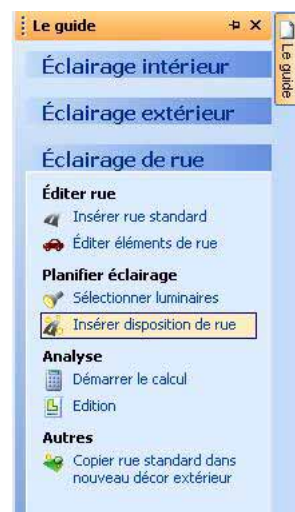 Le guide
Le guide
Éclairage intérieur
Éclairage extérieur
Éclairage de rue
Éditer rue
Insérer rue standard
Éditer éléments de rue
Planifier éclairage
Sélectionner luminaires
Insérer disposition de rue
Analyse
Démarrer le calcul
Edition
Autres
Copier rue standard dans
nouveau décor extérieur